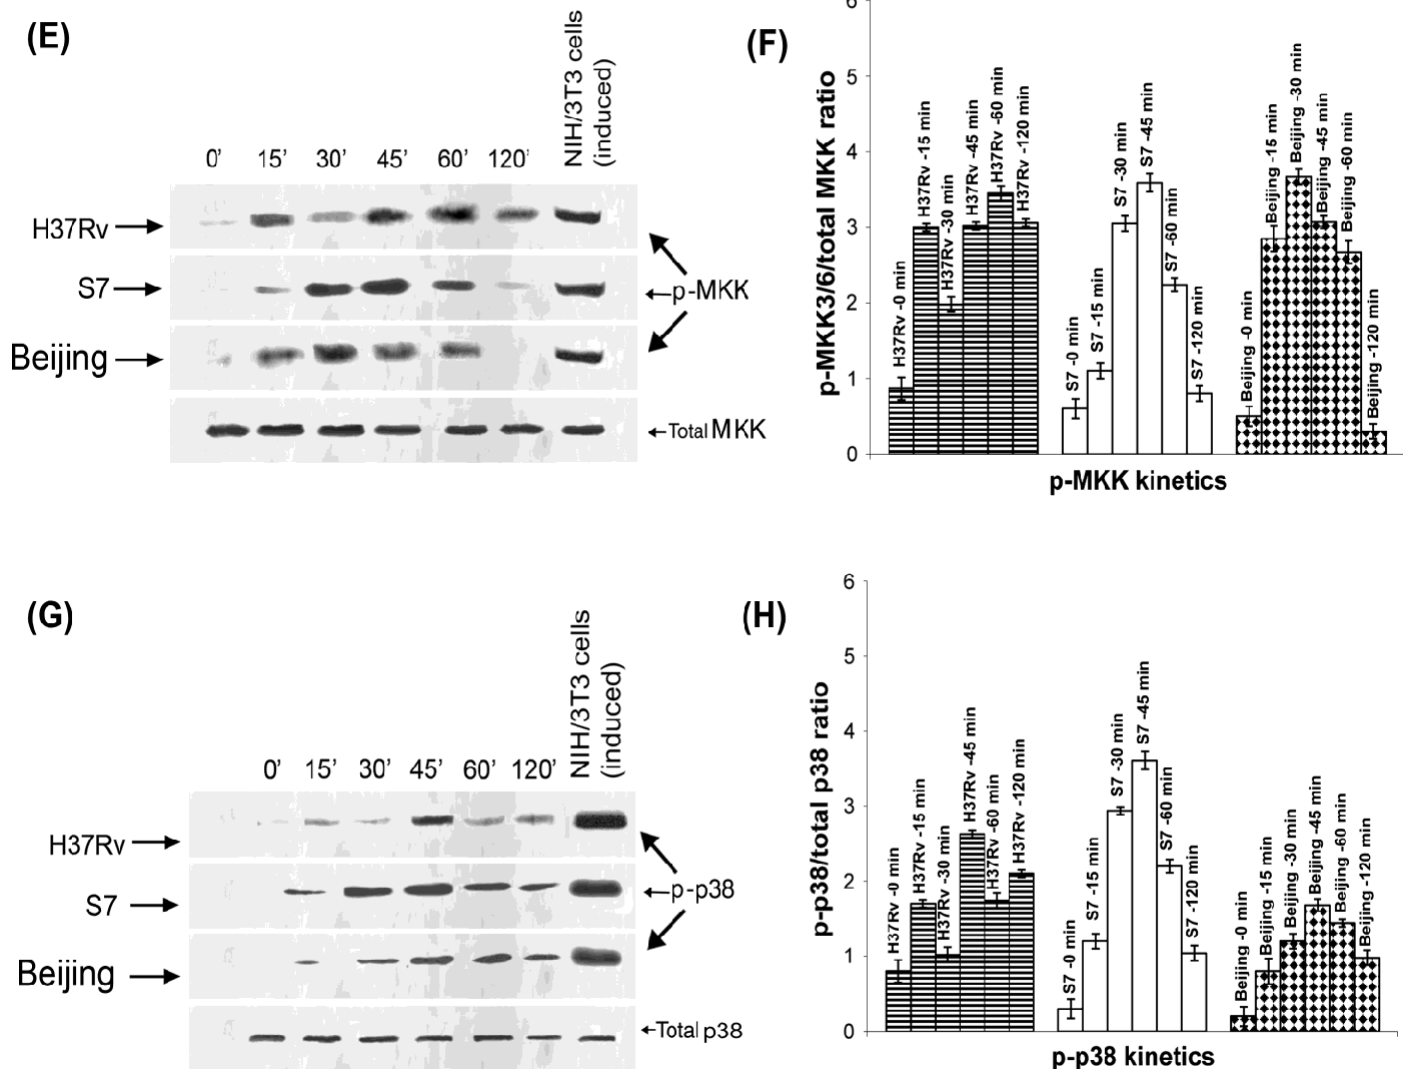 (E)
NIH/3T3 cells
(induced)
0' 15' 30' 45' 60' 120'
H37Rv
S7
p-MKK
Beijing
Total MKK
(F)
p-MKK3/6/total MKK ratio
6
5
4
3
2
1
0
H37Rv -0 min
H37Rv -15 min
H37Rv -30 min
H37Rv -45 min
H37Rv -60 min
H37Rv -120 min
S7 -0 min
S7 -15 min
S7 -30 min
S7 -45 min
S7 -60 min
S7 -120 min
Beijing -0 min
Beijing -15 min
Beijing -30 min
Beijing -45 min
Beijing -60 min
Beijing -120 min
p-MKK kinetics
(G)
NIH/3T3 cells
(induced)
0' 15' 30' 45' 60' 120'
H37Rv
S7
p-p38
Beijing
Total p38
(H)
p-p38/total p38 ratio
6
5
4
3
2
1
0
H37Rv -0 min
H37Rv -15 min
H37Rv -30 min
H37Rv -45 min
H37Rv -60 min
H37Rv -120 min
S7 -0 min
S7 -15 min
S7 -30 min
S7 -45 min
S7 -60 min
S7 -120 min
Beijing -0 min
Beijing -15 min
Beijing -30 min
Beijing -45 min
Beijing -60 min
Beijing -120 min
p-p38 kinetics